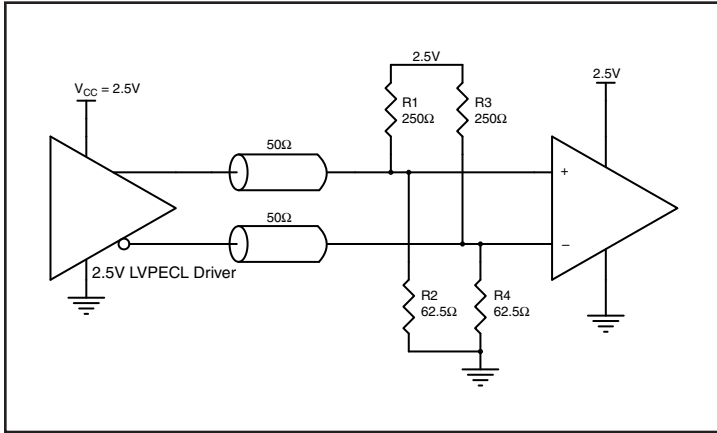 2.5V
V_CC = 2.5V
2.5V
R1
250Ω
R3
250Ω
50Ω
+
50Ω
−
2.5V LVPECL Driver
R2
62.5Ω
R4
62.5Ω